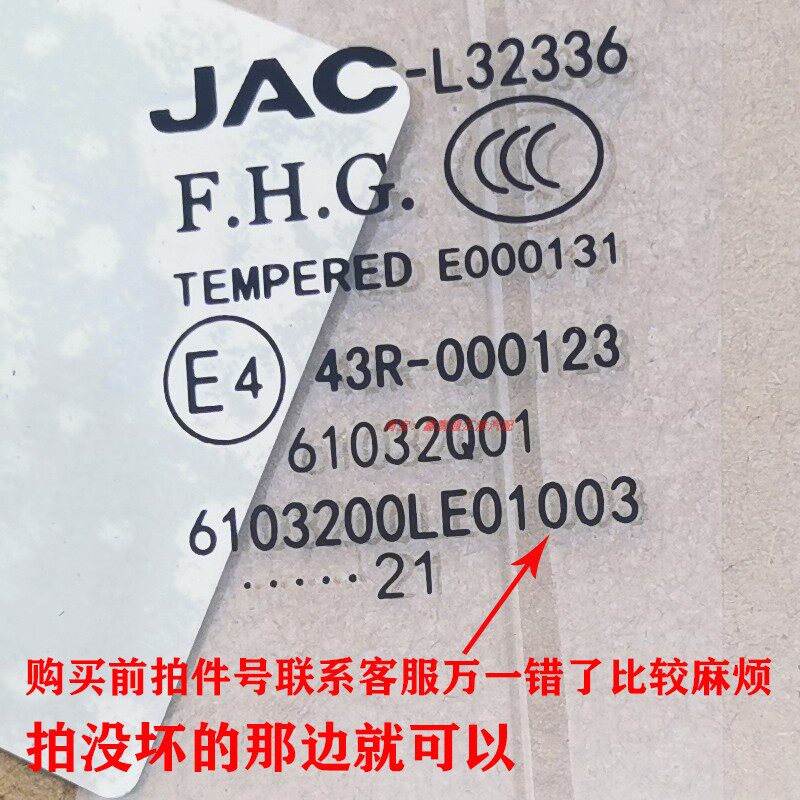 JAC-L32336
F.H.G.
CCC
TEMPERED E000131
E4 43R-000123
61032Q01
6103200LE01003
.....21
购买前拍件号联系客服万一错了比较麻烦
拍没坏的那边就可以